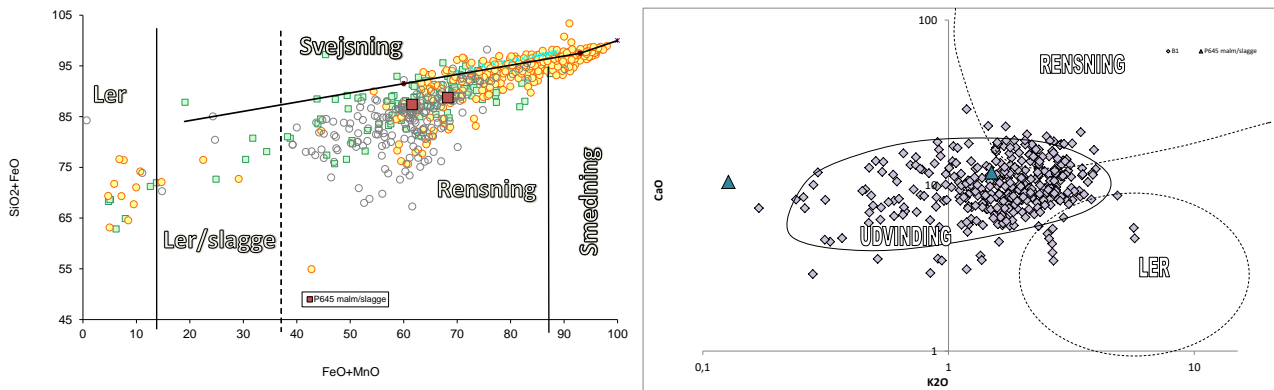 105
95
85
75
65
55
45
SiO2+FeO
Svejsning
Ler
Rensning
Ler/slagge
Smedning
P645 malm/slagge
0 10 20 30 40 50 60 70 80 90 100
FeO+MnO
100
10
1
CaO
B1 P645 malm/slagge
RENSNING
UDVINDING
LER
0,1 1 10
K2O